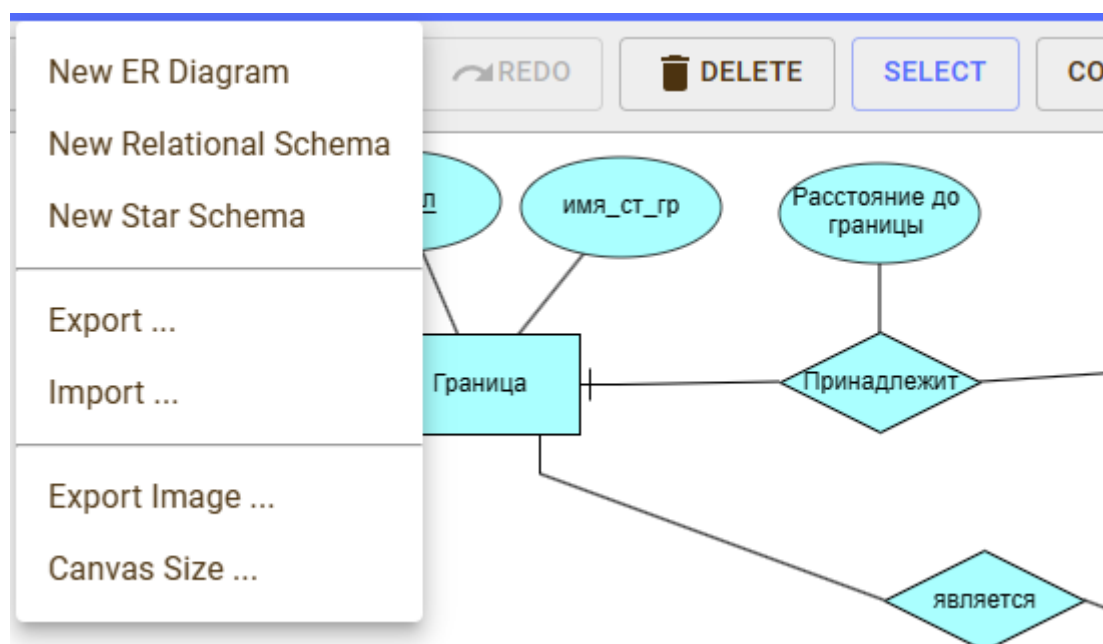 New ER Diagram
New Relational Schema
New Star Schema
Export ...
Import ...
Export Image ...
Canvas Size ...
REDO
DELETE
SELECT
CO
л
имя_ст_гр
Расстояние до
границы
Граница
Принадлежит
является